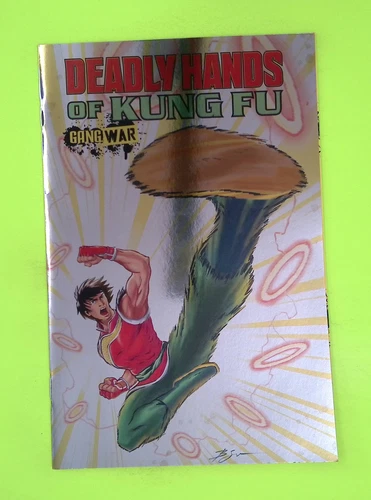 DEADLY HANDS
OF KUNG FU
GANG WAR